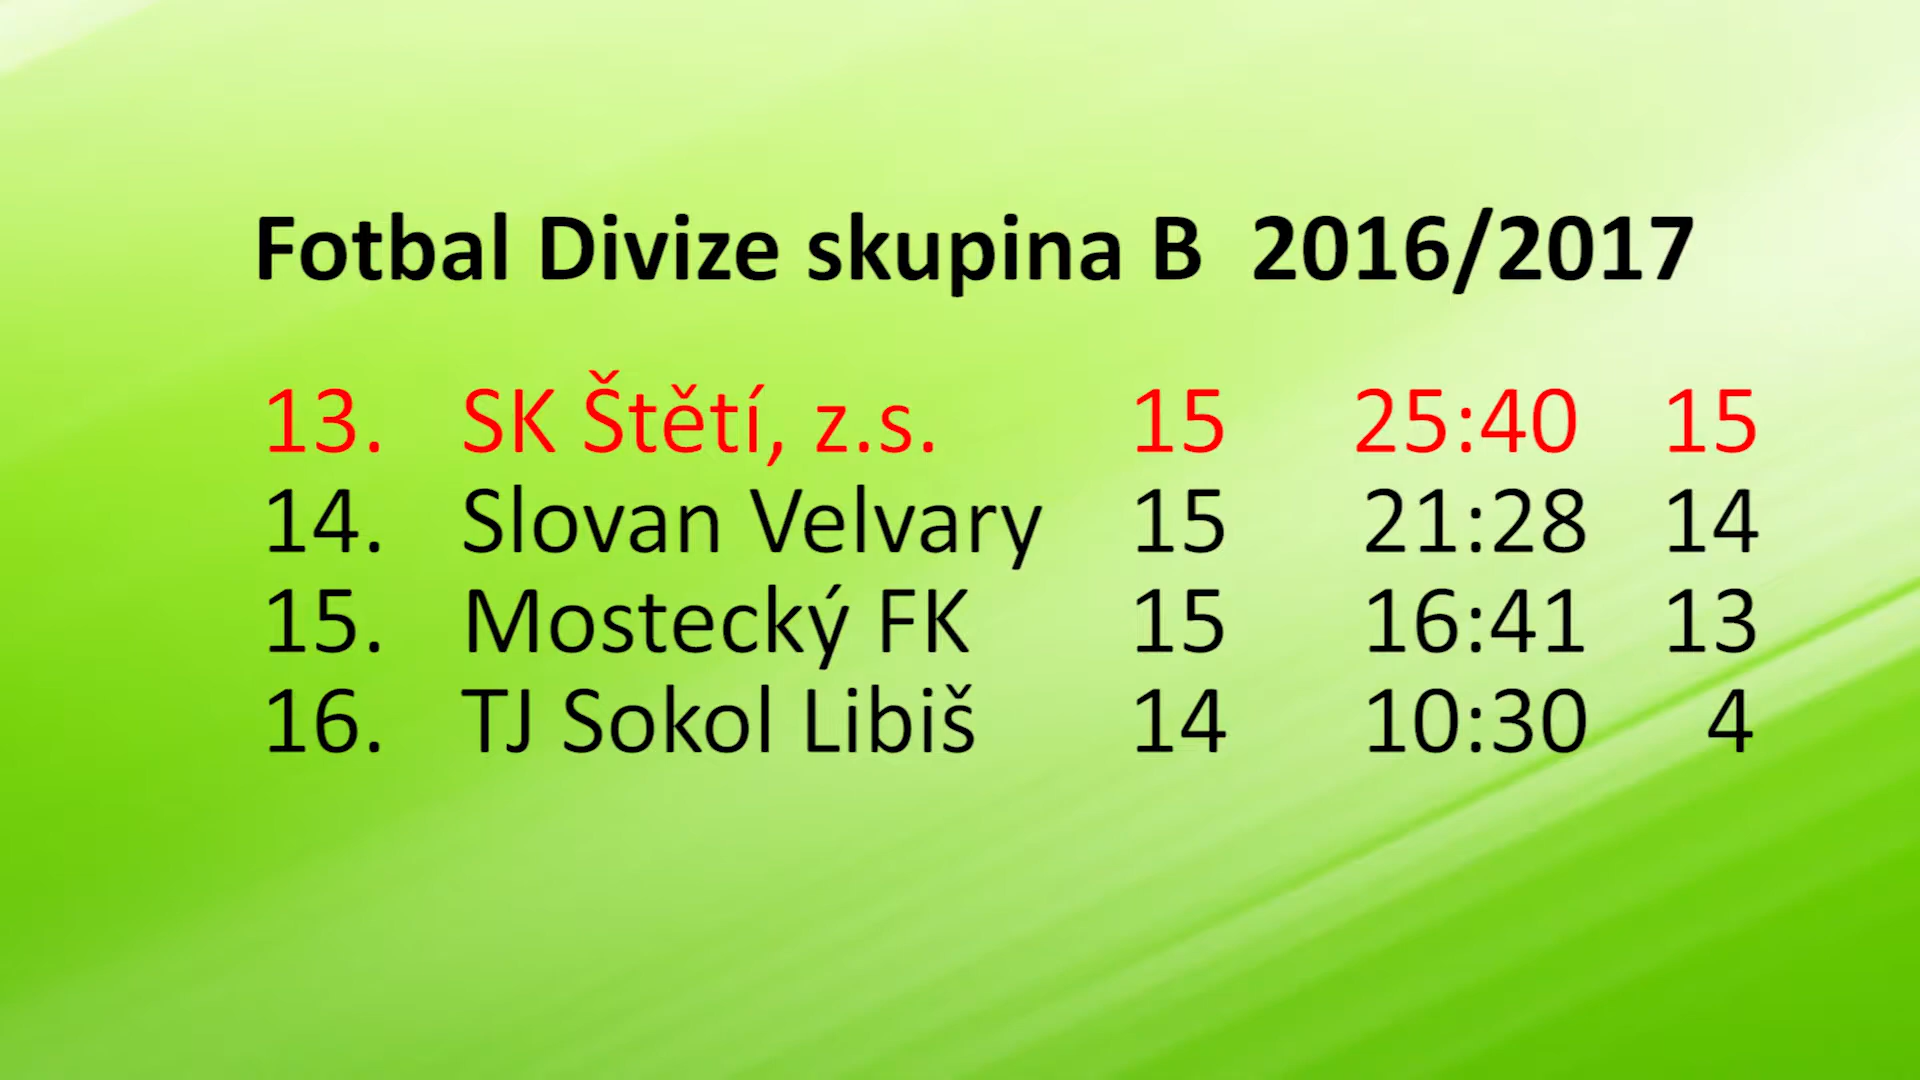 Fotbal Divize skupina B 2016/2017
13. SK Štětí, z.s. 15 25:40 15
14. Slovan Velvary 15 21:28 14
15. Mostecký FK 15 16:41 13
16. TJ Sokol Libiš 14 10:30 4